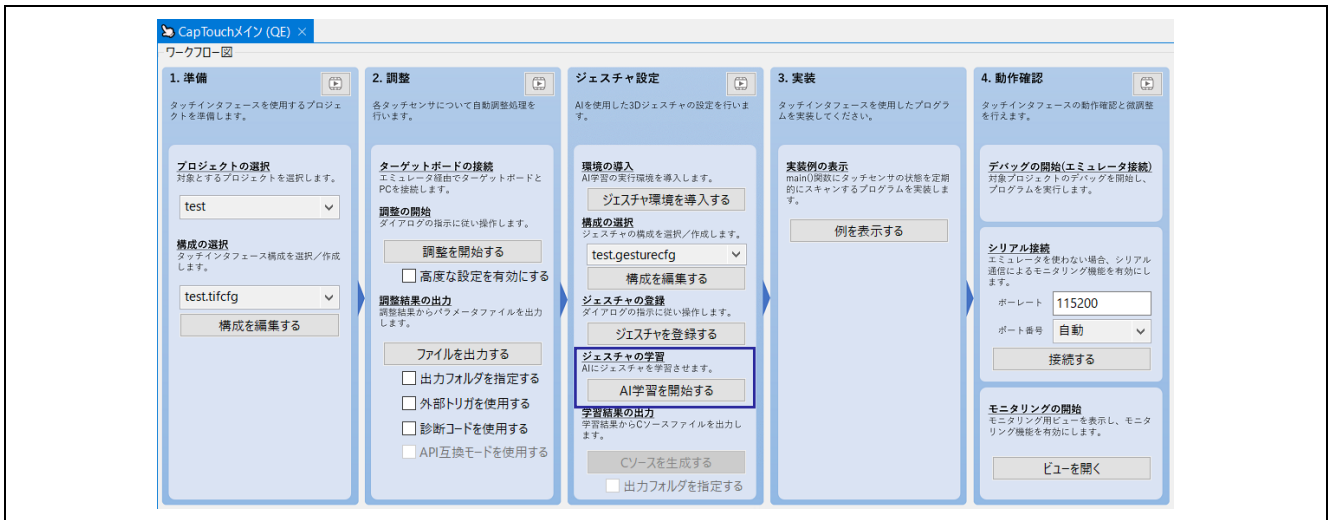 CapTouchメイン (QE) ×
ワークフロー図
1. 準備
タッチインタフェースを使用するプロジェ
クトを準備します。
プロジェクトの選択
対象とするプロジェクトを選択します。
test
構成の選択
タッチインタフェース構成を選択／作成
します。
test.tifcfg
構成を編集する
2. 調整
各タッチセンサについて自動調整処理を
行います。
ターゲットボードの接続
エミュレータ経由でターゲットボードと
PCを接続します。
調整の開始
ダイアログの指示に従い操作します。
調整を開始する
高度な設定を有効にする
調整結果の出力
調整結果からパラメータファイルを出力
します。
ファイルを出力する
出力フォルダを指定する
外部トリガを使用する
診断コードを使用する
API互換モードを使用する
ジェスチャ設定
AIを使用した3Dジェスチャの設定を行いま
す。
環境の導入
AI学習の実行環境を導入します。
ジェスチャ環境を導入する
構成の選択
ジェスチャの構成を選択／作成します。
test.gesturecfg
構成を編集する
ジェスチャの登録
ダイアログの指示に従い操作します。
ジェスチャを登録する
ジェスチャの学習
AIにジェスチャを学習させます。
AI学習を開始する
学習結果の出力
学習結果からCソースファイルを出力し
ます。
Cソースを生成する
出力フォルダを指定する
3. 実装
タッチインタフェースを使用したプログラ
ムを実装してください。
実装例の表示
main()関数にタッチセンサの状態を定期
的にスキャンするプログラムを実装しま
す。
例を表示する
4. 動作確認
タッチインタフェースの動作確認と微調整
を行えます。
デバッグの開始(エミュレータ接続)
対象プロジェクトのデバッグを開始し、
プログラムを実行します。
シリアル接続
エミュレータを使わない場合、シリアル
通信によるモニタリング機能を有効にし
ます。
ボーレート 115200
ポート番号 自動
接続する
モニタリングの開始
モニタリング用ビューを表示し、モニタ
リング機能を有効にします。
ビューを開く